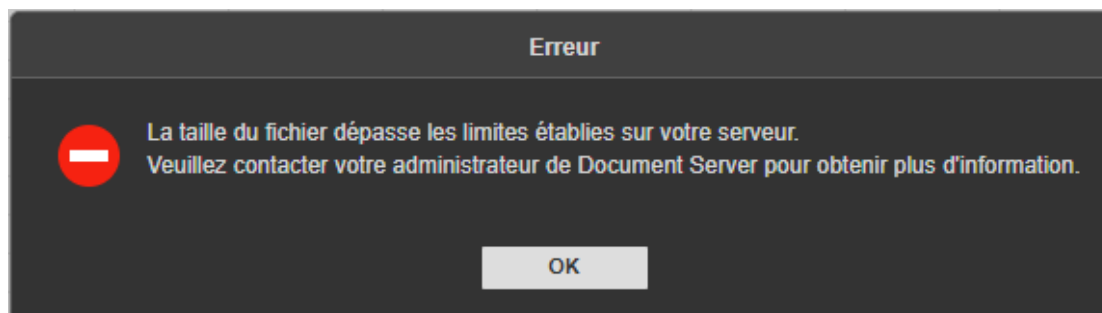 Erreur
La taille du fichier dépasse les limites établies sur votre serveur.
Veuillez contacter votre administrateur de Document Server pour obtenir plus d'information.
OK